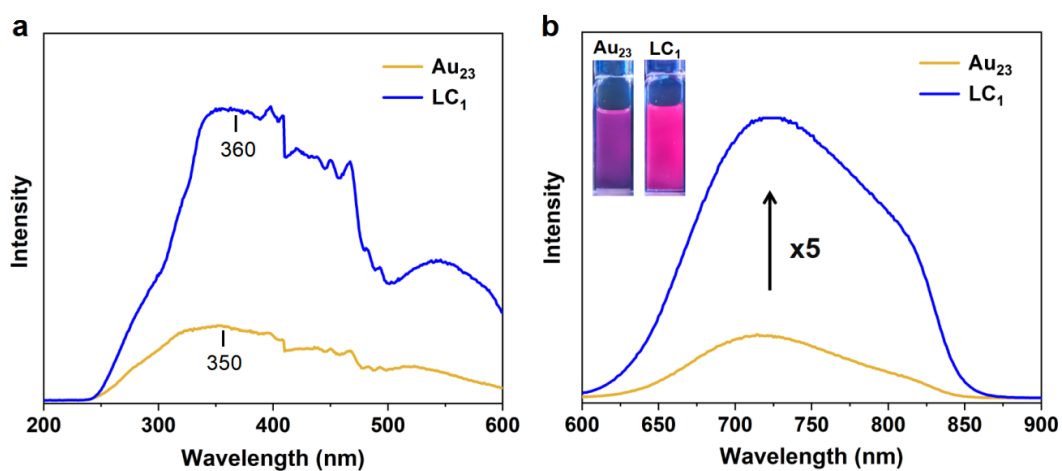 a
Au23
LC1
360
350
Intensity
200 300 400 500 600
Wavelength (nm)
b
Au23 LC1
Au23
LC1
x5
Intensity
600 650 700 750 800 850 900
Wavelength (nm)